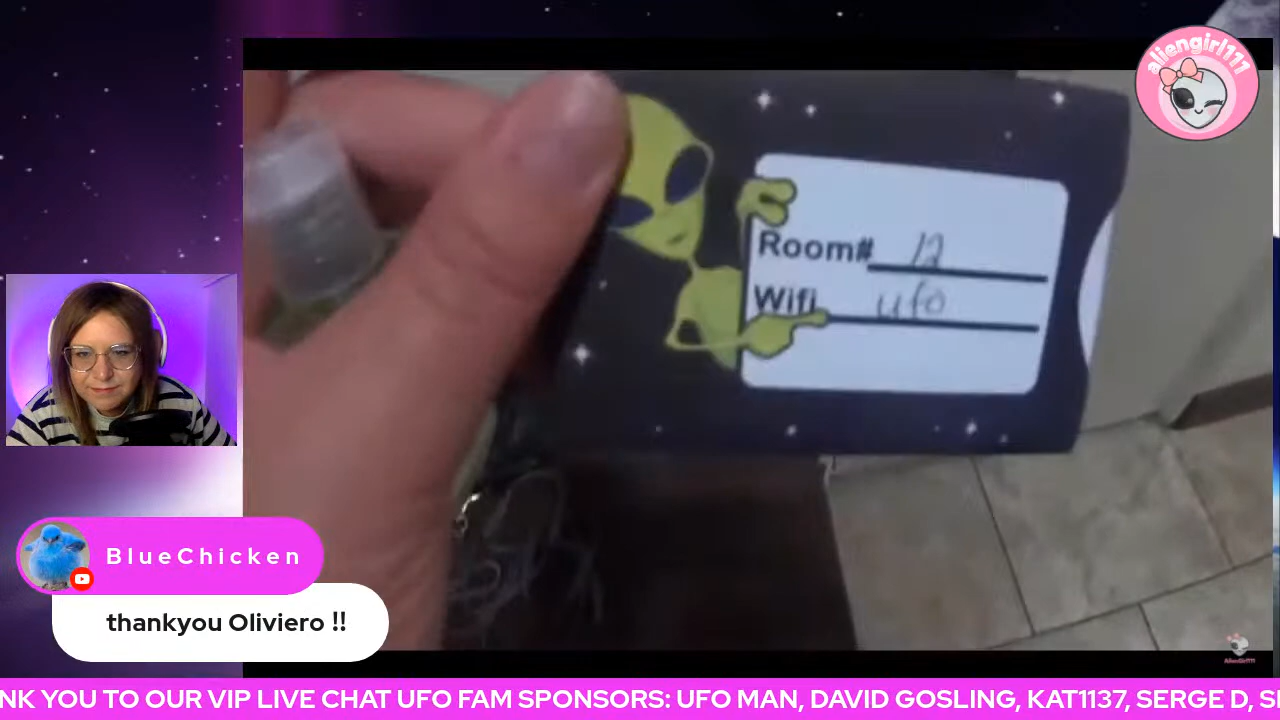 aliengirl111
Room# 12
Wifi ufo
BlueChicken
thankyou Oliviero !!
AlienGirl111
NK YOU TO OUR VIP LIVE CHAT UFO FAM SPONSORS: UFO MAN, DAVID GOSLING, KAT1137, SERGE D, S